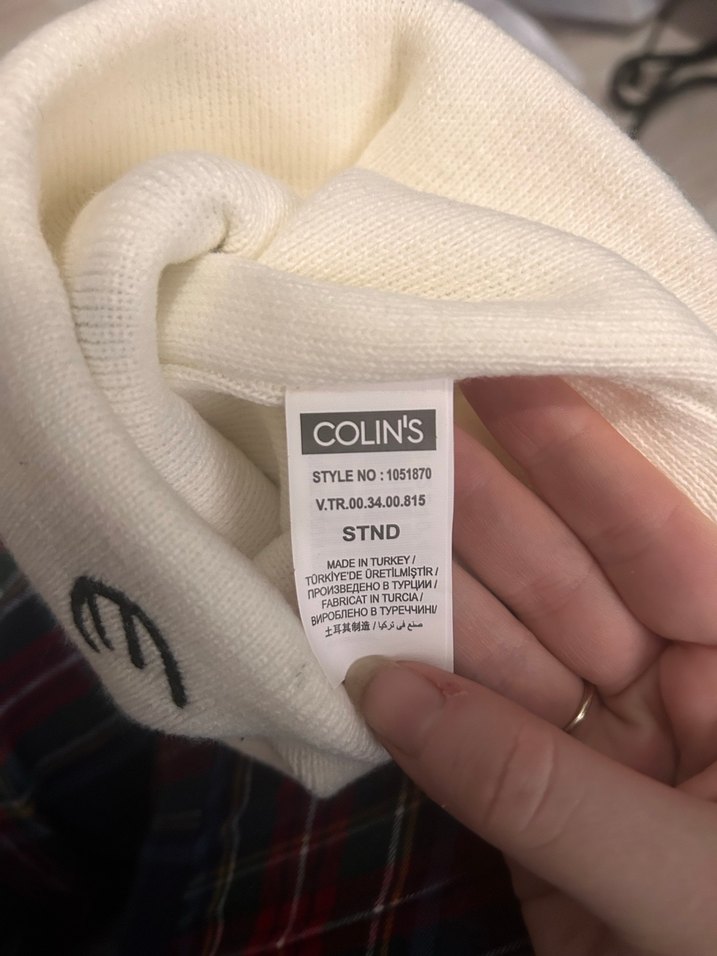 COLIN'S
STYLE NO : 1051870
V.TR.00.34.00.815
STND
MADE IN TURKEY /
TÜRKİYE'DE ÜRETİLMİŞTİR /
ПРОИЗВЕДЕНО В ТУРЦИИ /
FABRICAT IN TURCIA /
ВИРОБЛЕНО В ТУРЕЧЧИНІ/
土耳其制造 / صنع في تركيا